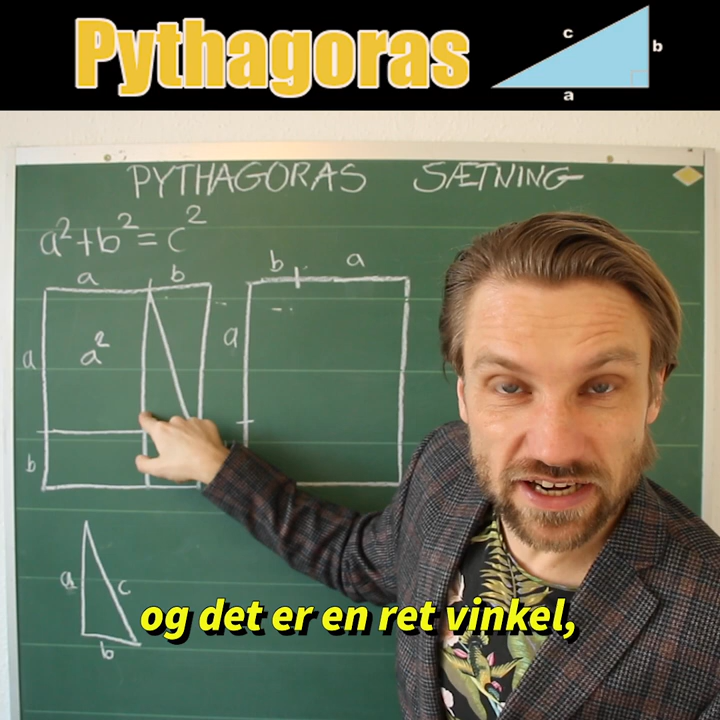 Pythagoras
c
b
a
PYTHAGORAS SÆTNING
a²+b²=c²
a b
b a
a a² a
b
a c
b
og det er en ret vinkel,